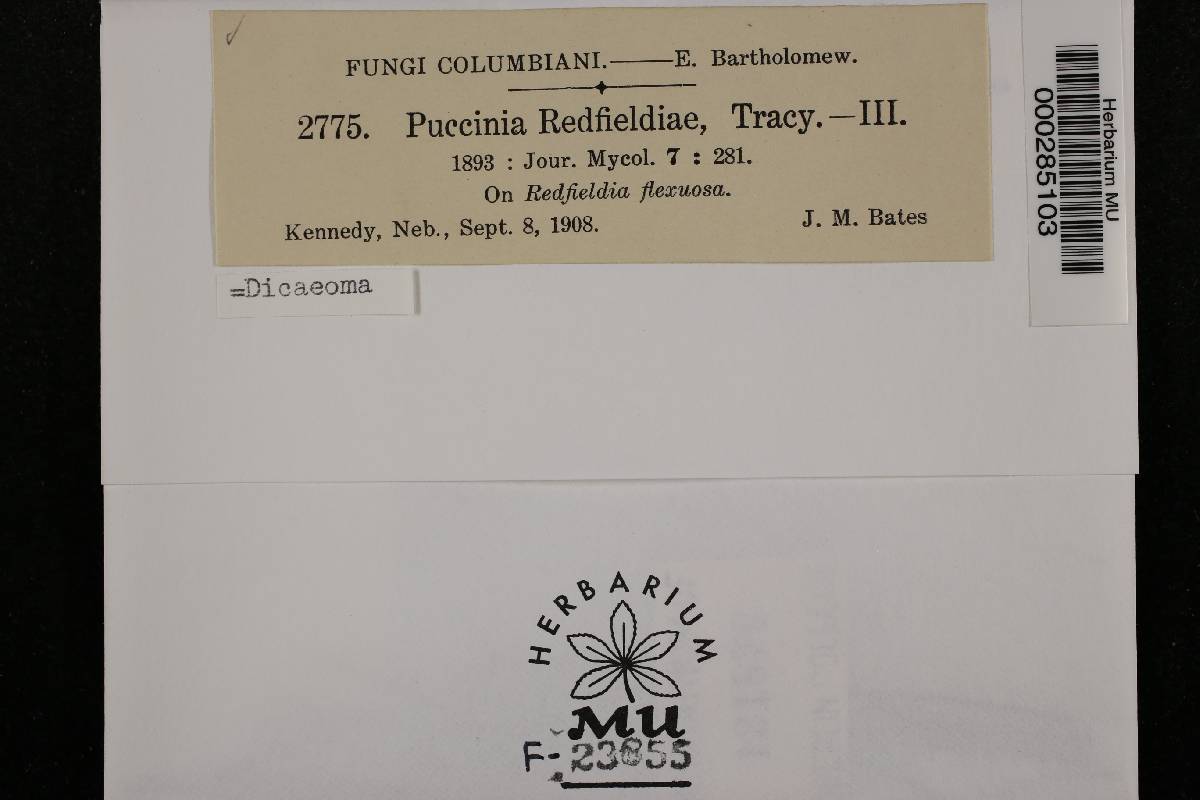 FUNGI COLUMBIANI.——E. Bartholomew.
2775. Puccinia Redfieldiae, Tracy.—III.
1893 : Jour. Mycol. 7 : 281.
On Redfieldia flexuosa.
Kennedy, Neb., Sept. 8, 1908. J. M. Bates
=Dicaeoma
Herbarium MU
000285103
HERBARIUM
MU
F-23855